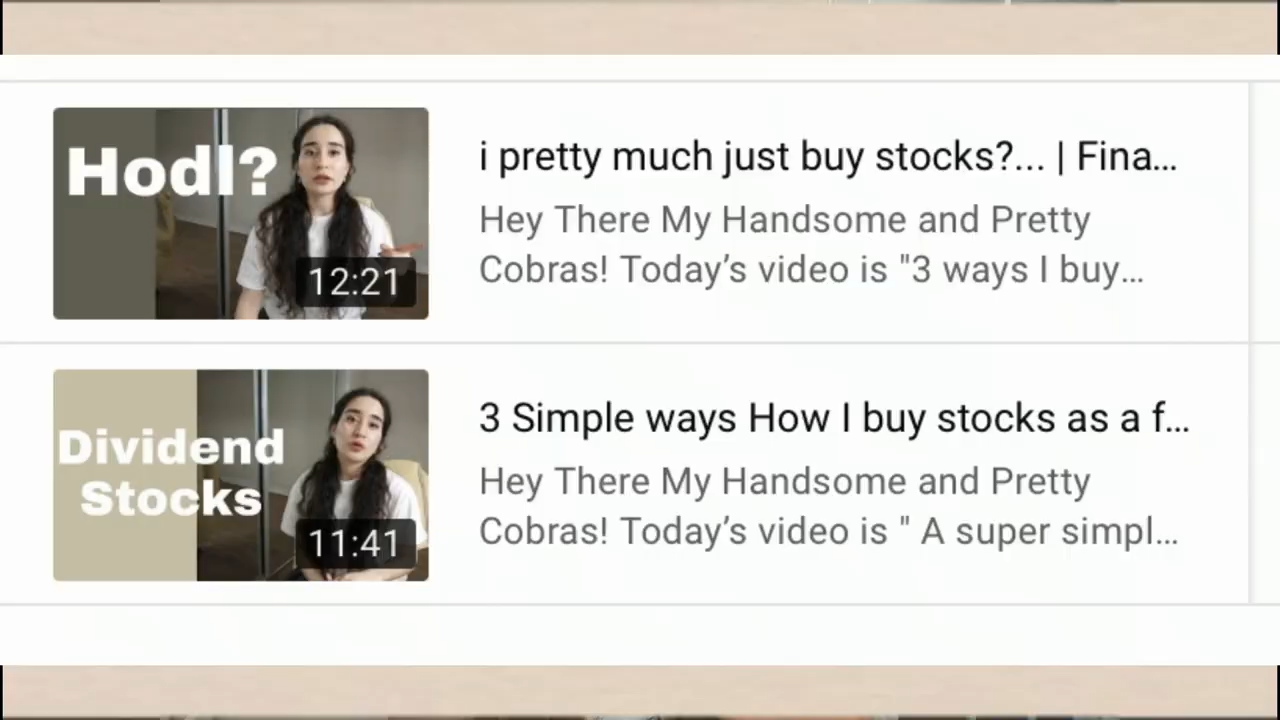 Hodl?
12:21
i pretty much just buy stocks?... | Fina...
Hey There My Handsome and Pretty
Cobras! Today’s video is "3 ways I buy...
Dividend
Stocks
11:41
3 Simple ways How I buy stocks as a f...
Hey There My Handsome and Pretty
Cobras! Today’s video is " A super simpl...